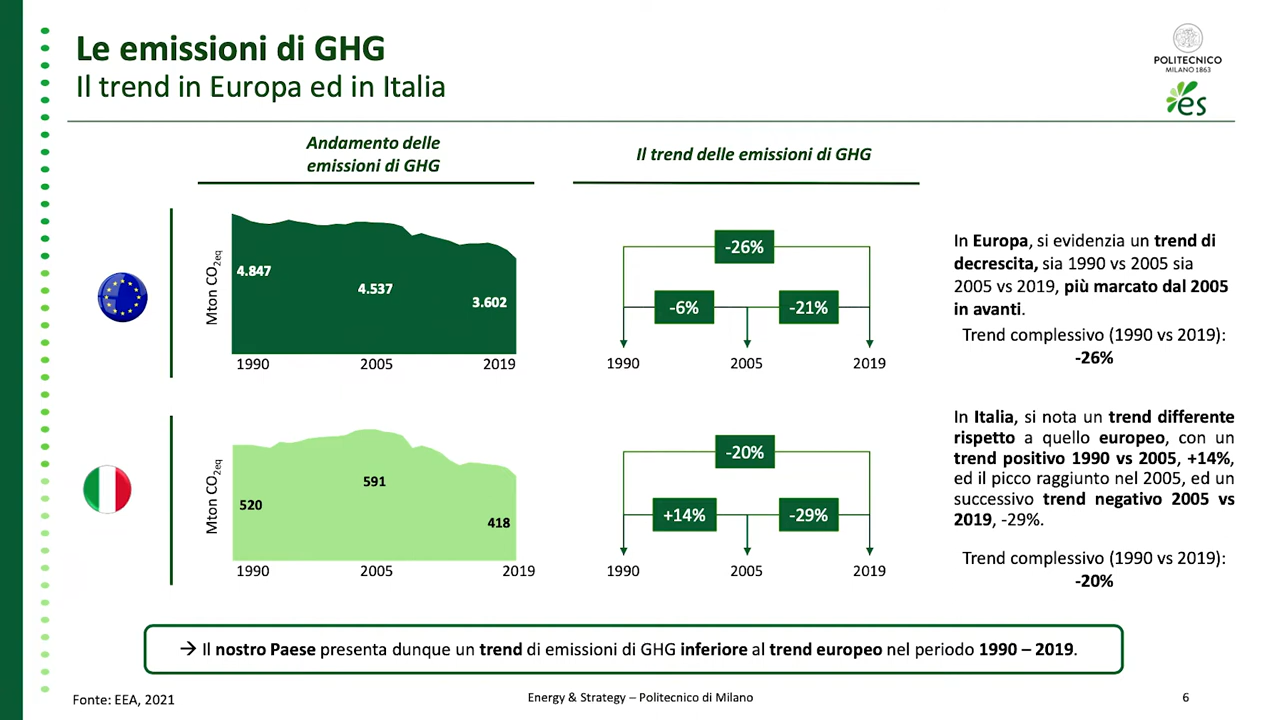 Le emissioni di GHG
Il trend in Europa ed in Italia
POLITECNICO
MILANO 1863
es
Andamento delle
emissioni di GHG
Il trend delle emissioni di GHG
Mton CO2eq
4.847
4.537
3.602
1990
2005
2019
-26%
-6%
-21%
1990
2005
2019
In Europa, si evidenzia un trend di
decrescita, sia 1990 vs 2005 sia
2005 vs 2019, più marcato dal 2005
in avanti.
Trend complessivo (1990 vs 2019):
-26%
Mton CO2eq
520
591
418
1990
2005
2019
-20%
+14%
-29%
1990
2005
2019
In Italia, si nota un trend differente
rispetto a quello europeo, con un
trend positivo 1990 vs 2005, +14%,
ed il picco raggiunto nel 2005, ed un
successivo trend negativo 2005 vs
2019, -29%.
Trend complessivo (1990 vs 2019):
-20%
→ Il nostro Paese presenta dunque un trend di emissioni di GHG inferiore al trend europeo nel periodo 1990 – 2019.
Fonte: EEA, 2021
Energy & Strategy – Politecnico di Milano
6